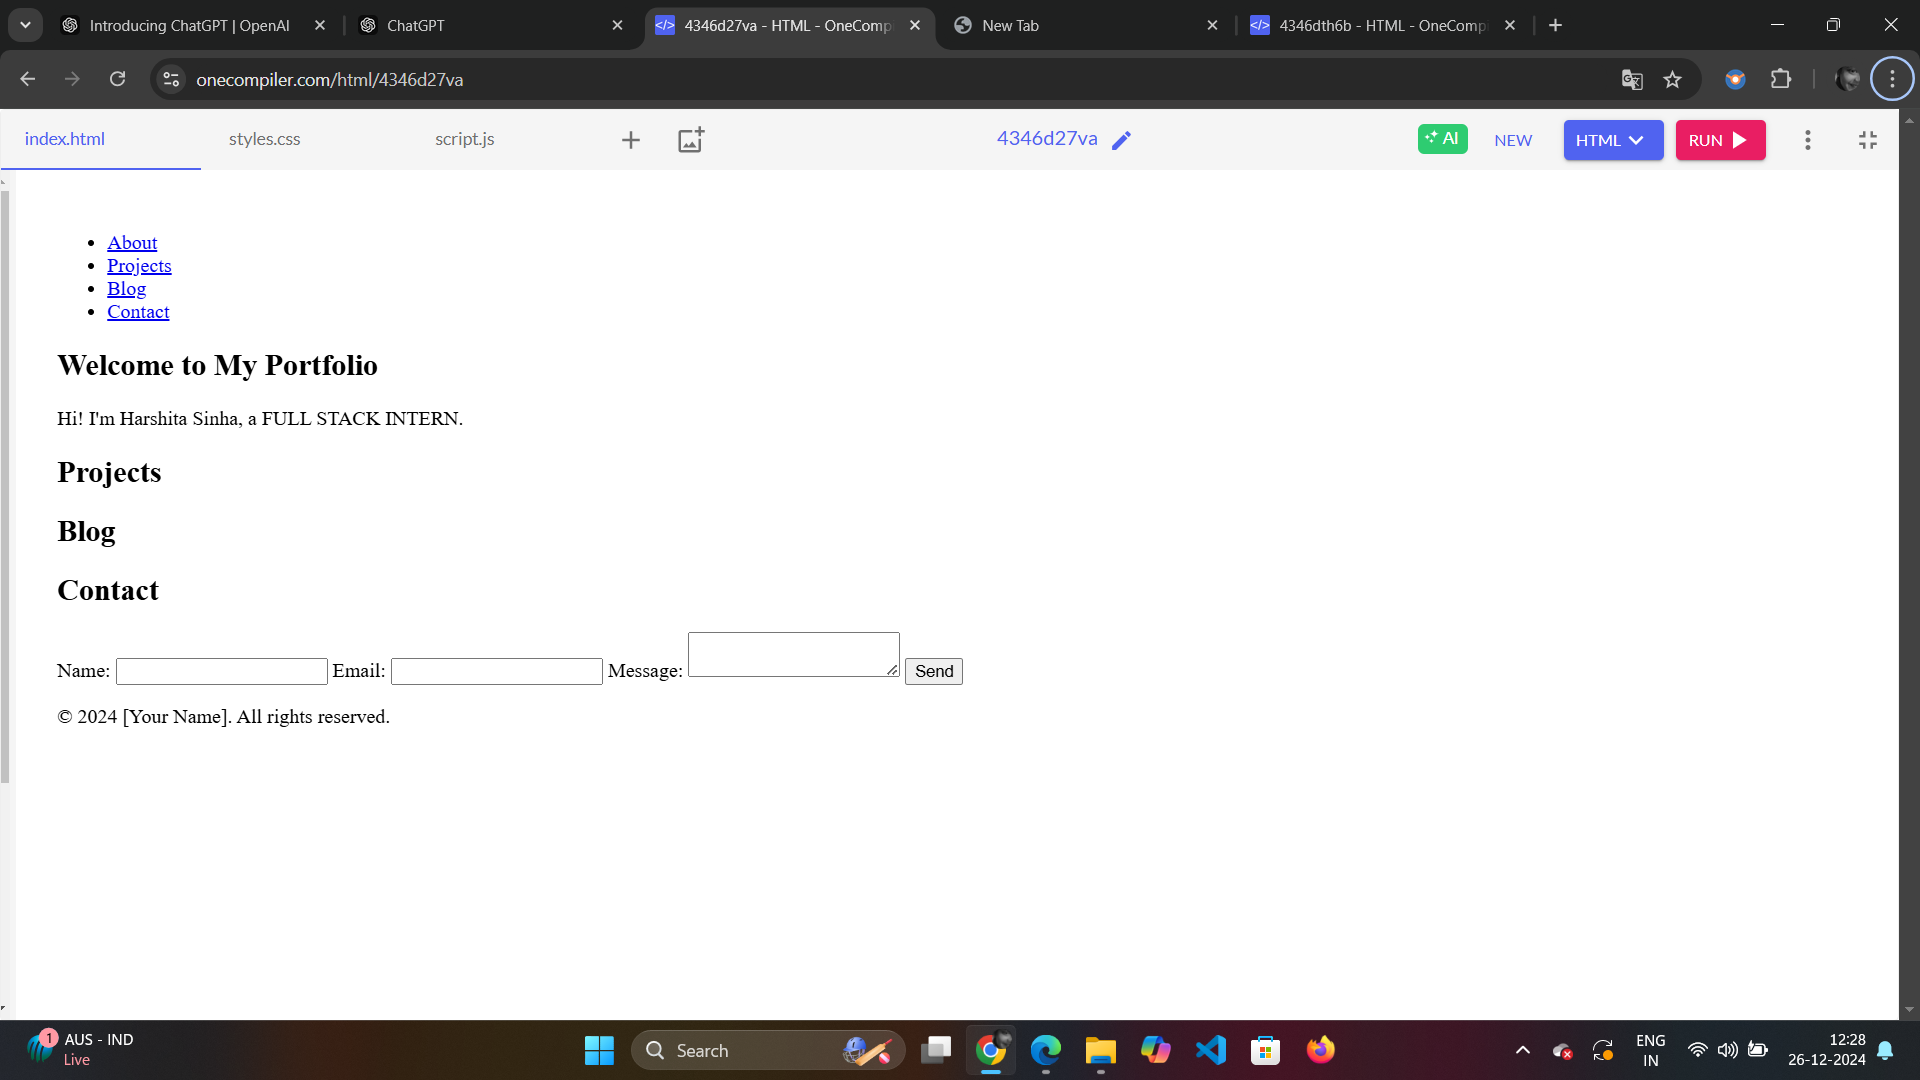 Introducing ChatGPT | OpenAI
ChatGPT
4346d27va - HTML - OneComp
New Tab
4346dth6b - HTML - OneComp
onecompiler.com/html/4346d27va
index.html
styles.css
script.js
4346d27va
AI
NEW
HTML
RUN
About
Projects
Blog
Contact
Welcome to My Portfolio
Hi! I'm Harshita Sinha, a FULL STACK INTERN.
Projects
Blog
Contact
Name: Email: Message: Send
© 2024 [Your Name]. All rights reserved.
1
AUS - IND
Live
Search
ENG
IN
12:28
26-12-2024